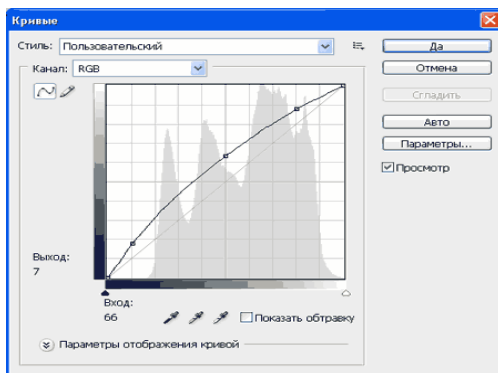 Кривые
Стиль: Пользовательский
Да
Канал: RGB
Отмена
Сгладить
Авто
Параметры...
Просмотр
Выход:
7
Вход:
66
Показать обтравку
Параметры отображения кривой